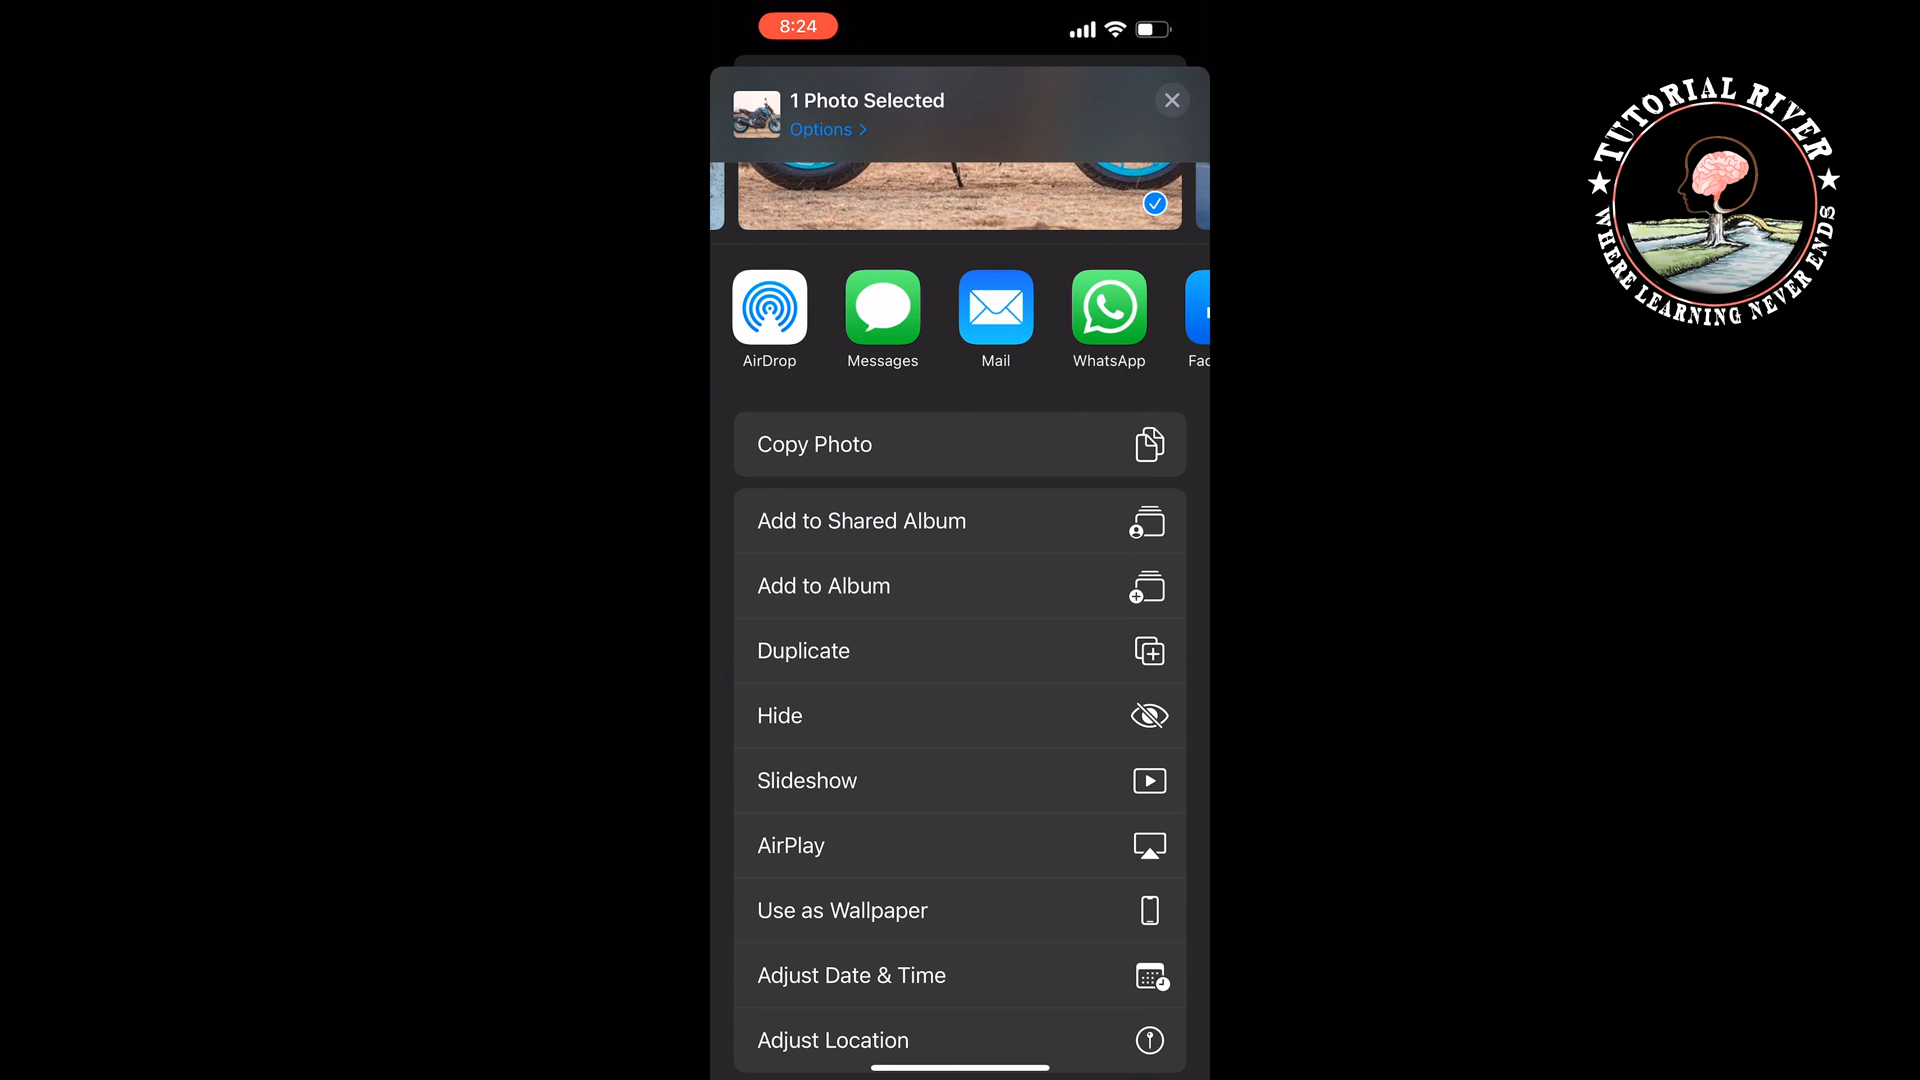 8:24
1 Photo Selected
Options
AirDrop
Messages
Mail
WhatsApp
Fac
Copy Photo
Add to Shared Album
Add to Album
Duplicate
Hide
Slideshow
AirPlay
Use as Wallpaper
Adjust Date & Time
Adjust Location
TUTORIAL RIVER
WHERE LEARNING NEVER ENDS